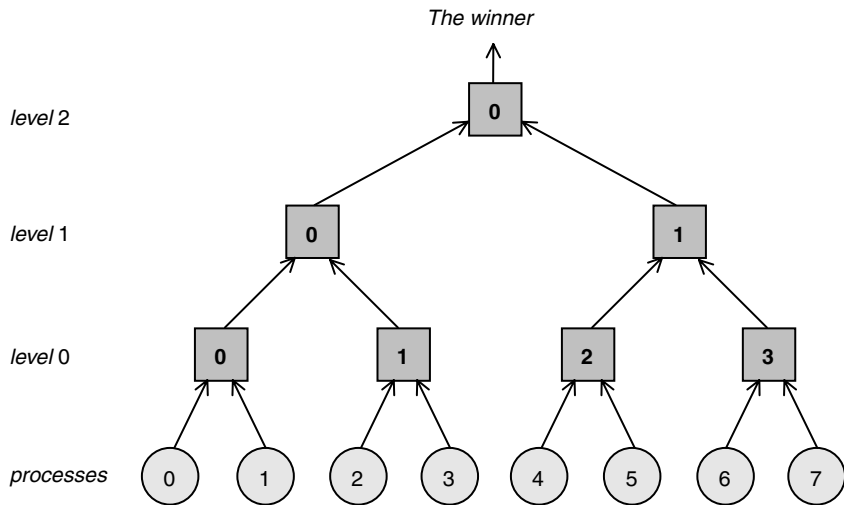 The winner
level 2
0
level 1
0 1
level 0
0 1 2 3
processes
0 1 2 3 4 5 6 7